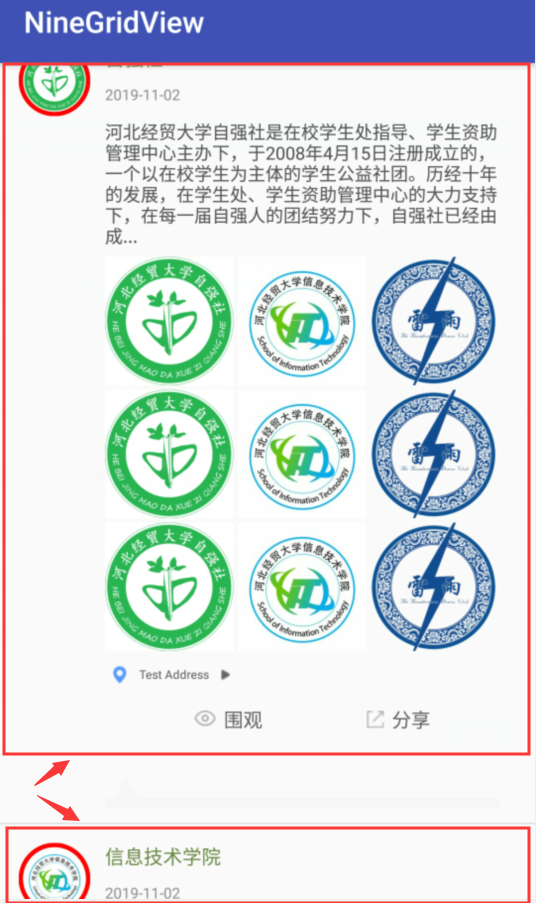 NineGridView
2019-11-02
河北经贸大学自强社是在校学生处指导、学生资助
管理中心主办下，于2008年4月15日注册成立的，
一个以在校学生为主体的学生公益社团。历经十年
的发展，在学生处、学生资助管理中心的大力支持
下，在每一届自强人的团结努力下，自强社已经由
成...
河北经贸大学自强社
HE BEI JING MAO DA XUE ZI QIANG SHE
河北经贸大学信息技术学院
School of Information Technology
雷雨
河北经贸大学自强社
HE BEI JING MAO DA XUE ZI QIANG SHE
河北经贸大学信息技术学院
School of Information Technology
雷雨
河北经贸大学自强社
HE BEI JING MAO DA XUE ZI QIANG SHE
河北经贸大学信息技术学院
School of Information Technology
雷雨
Test Address
围观
分享
信息技术学院
2019-11-02